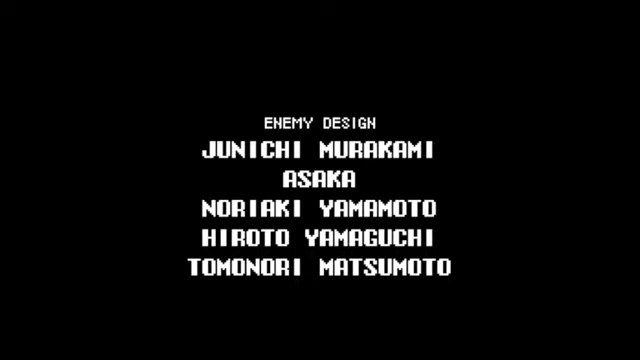 ENEMY DESIGN
JUNICHI MURAKAMI
ASAKA
NORIAKI YAMAMOTO
HIROTO YAMAGUCHI
TOMONORI MATSUMOTO